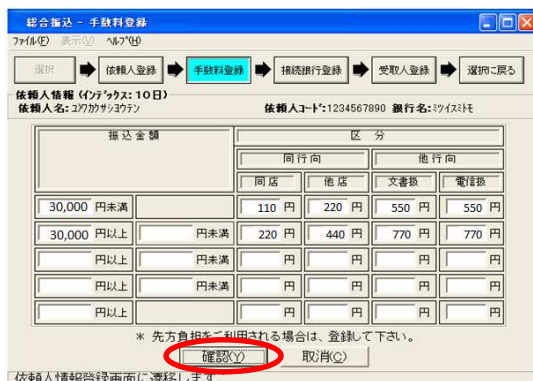 総合振込 - 手数料登録
ファイル(F) 表示(V) ヘルプ(H)
選択 依頼人登録 手数料登録 接続銀行登録 受取人登録 選択に戻る
依頼人情報 (インデックス: 10日)
依頼人名: ユワカサシヨウテン 依頼人コード: 1234567890 銀行名: ミツイスミトモ
振込金額 区 分
同行向 他行向
同店 他店 文書扱 電信扱
30,000 円未満 110 円 220 円 550 円 550 円
30,000 円以上 円未満 220 円 440 円 770 円 770 円
円以上 円未満 円 円 円 円
円以上 円未満 円 円 円 円
円以上 円 円 円 円
* 先方負担をご利用される場合は、登録して下さい。
確認(Y) 取消(C)
依頼人情報登録画面に遷移します